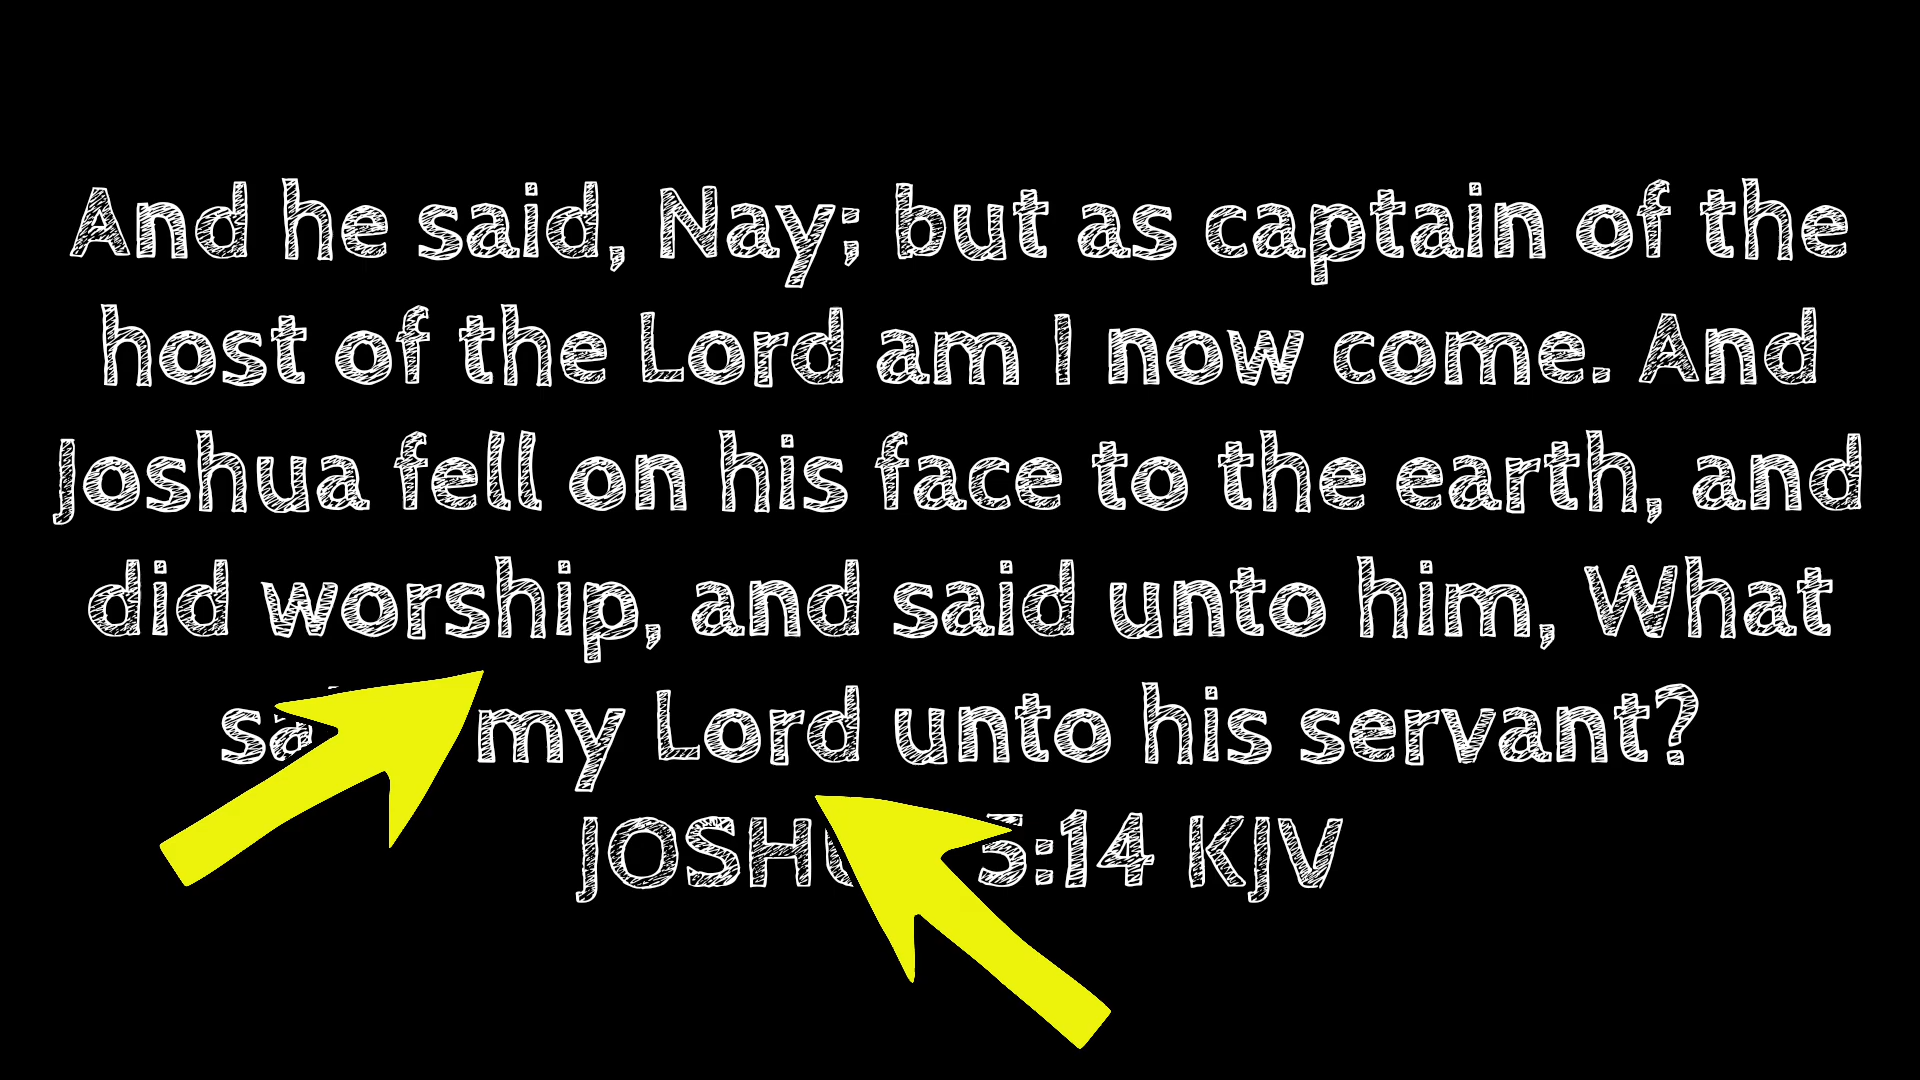 And he said, Nay; but as captain of the
host of the Lord am I now come. And
Joshua fell on his face to the earth, and
did worship, and said unto him, What
my Lord unto his servant?
5:14 KJV